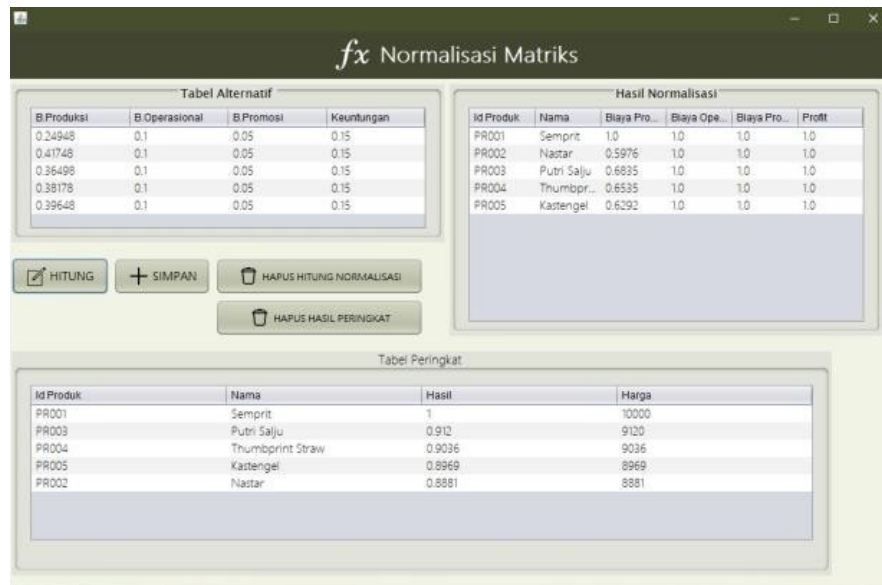 fx Normalisasi Matriks
Tabel Alternatif
B.Produksi B.Operasional B.Promosi Keuntungan
0.24948 0.1 0.05 0.15
0.41748 0.1 0.05 0.15
0.36498 0.1 0.05 0.15
0.38178 0.1 0.05 0.15
0.39648 0.1 0.05 0.15
Hasil Normalisasi
Id Produk Nama Biaya Pro... Biaya Ope... Biaya Pro... Profit
PR001 Semprit 1.0 1.0 1.0 1.0
PR002 Nastar 0.5976 1.0 1.0 1.0
PR003 Putri Salju 0.6835 1.0 1.0 1.0
PR004 Thumbpr... 0.6535 1.0 1.0 1.0
PR005 Kastengel 0.6292 1.0 1.0 1.0
HITUNG
SIMPAN
HAPUS HITUNG NORMALISASI
HAPUS HASIL PERINGKAT
Tabel Peringkat
Id Produk Nama Hasil Harga
PR001 Semprit 1 10000
PR003 Putri Salju 0.912 9120
PR004 Thumbprint Straw 0.9036 9036
PR005 Kastengel 0.8969 8969
PR002 Nastar 0.8881 8881